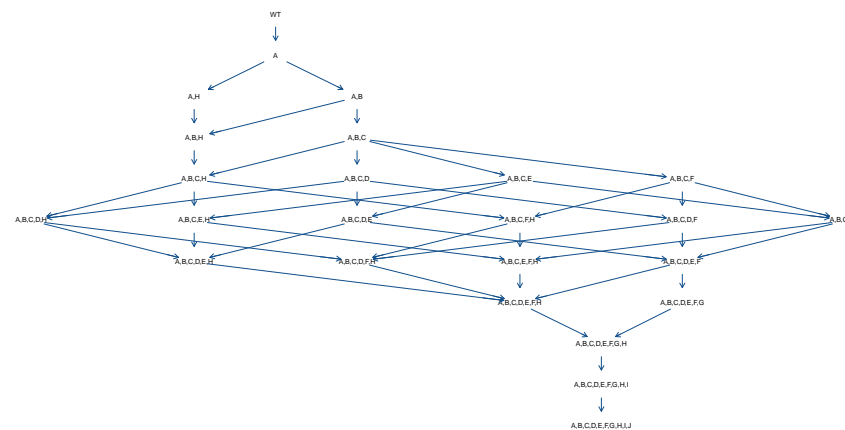 WT
A
A,H
A,B
A,B,H
A,B,C
A,B,C,H
A,B,C,D
A,B,C,E
A,B,C,F
A,B,C,D,H
A,B,C,E,H
A,B,C,D,E
A,B,C,F,H
A,B,C,D,F
A,B,C
A,B,C,D,E,H
A,B,C,D,F,H
A,B,C,E,F,H
A,B,C,D,E,F
A,B,C,D,E,F,H
A,B,C,D,E,F,G
A,B,C,D,E,F,G,H
A,B,C,D,E,F,G,H,I
A,B,C,D,E,F,G,H,I,J